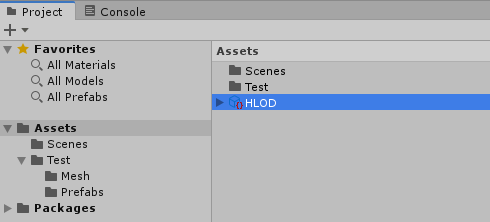 Project
Console
Favorites
All Materials
All Models
All Prefabs
Assets
Scenes
Test
Mesh
Prefabs
Packages
Assets
Scenes
Test
HLOD